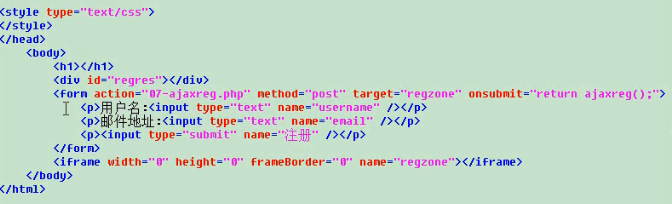 <style type="text/css">
</style>
</head>
<body>
<h1></h1>
<div id="regres"></div>
<form action="07-ajaxreg.php" method="post" target="regzone" onsubmit="return ajaxreg();">
<p>用户名:<input type="text" name="username" /></p>
<p>邮件地址:<input type="text" name="email" /></p>
<p><input type="submit" name="注册" /></p>
</form>
<iframe width="0" height="0" frameBorder="0" name="regzone"></iframe>
</body>
</html>